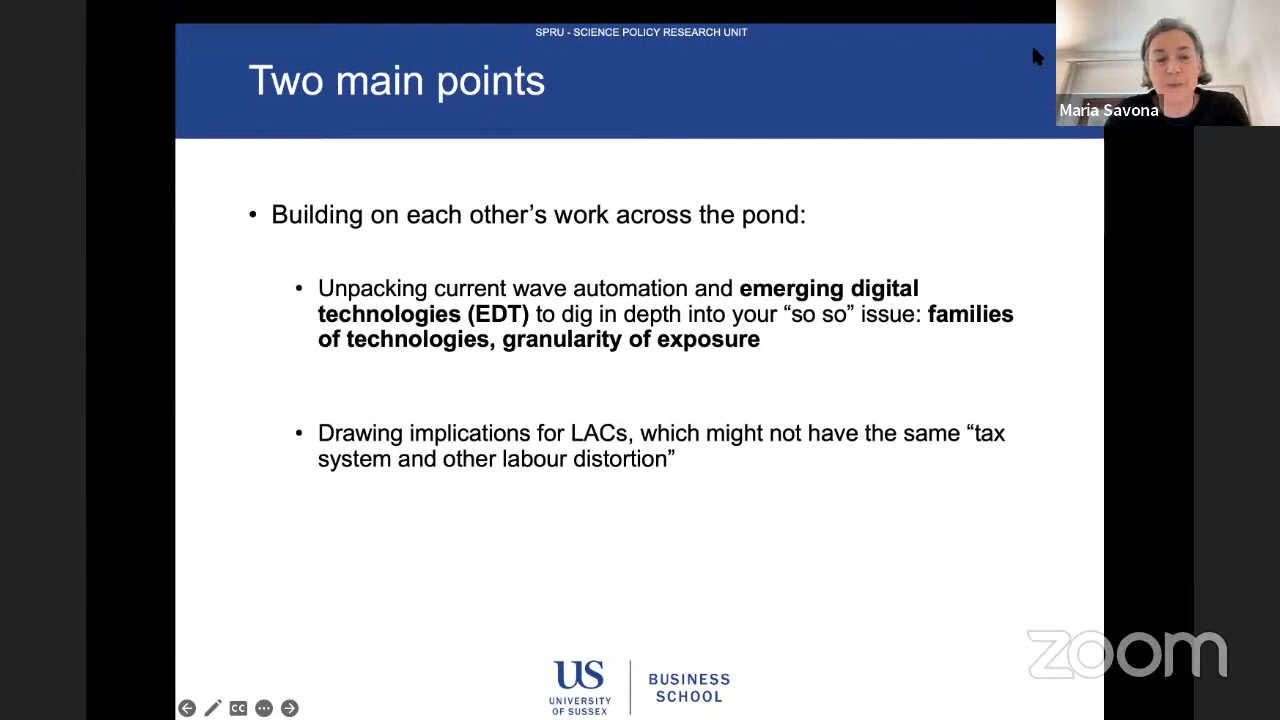 SPRU - SCIENCE POLICY RESEARCH UNIT
Two main points
Maria Savona
• Building on each other’s work across the pond:
• Unpacking current wave automation and emerging digital
technologies (EDT) to dig in depth into your “so so” issue: families
of technologies, granularity of exposure
• Drawing implications for LACs, which might not have the same “tax
system and other labour distortion”
zoom
US
UNIVERSITY
OF SUSSEX
BUSINESS
SCHOOL
CC